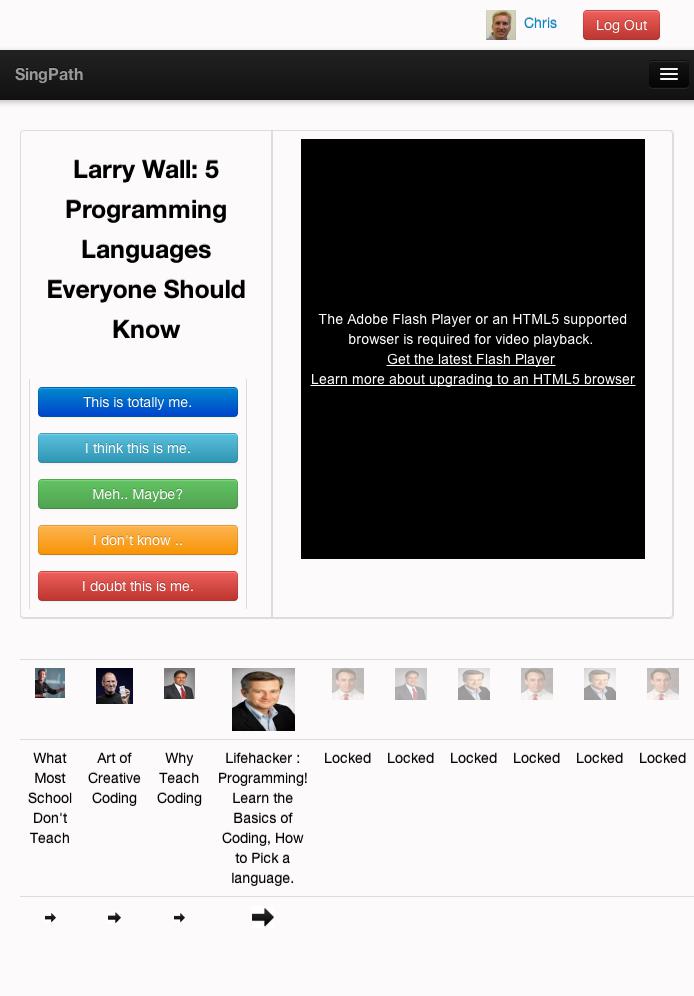 Chris
Log Out
SingPath
Larry Wall: 5
Programming
Languages
Everyone Should
Know
This is totally me.
I think this is me.
Meh.. Maybe?
I don't know ..
I doubt this is me.
The Adobe Flash Player or an HTML5 supported
browser is required for video playback.
Get the latest Flash Player
Learn more about upgrading to an HTML5 browser
What
Most
School
Don't
Teach
Art of
Creative
Coding
Why
Teach
Coding
Lifehacker :
Programming!
Learn the
Basics of
Coding, How
to Pick a
language.
Locked
Locked
Locked
Locked
Locked
Locked